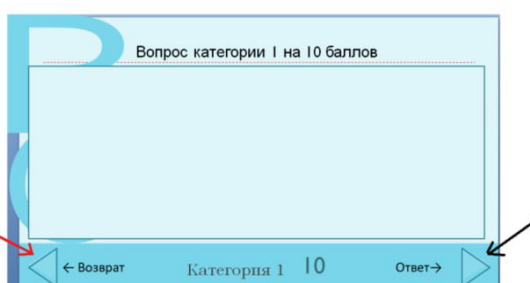 Вопрос категории 1 на 10 баллов
← Возврат Категория 1 10 Ответ→